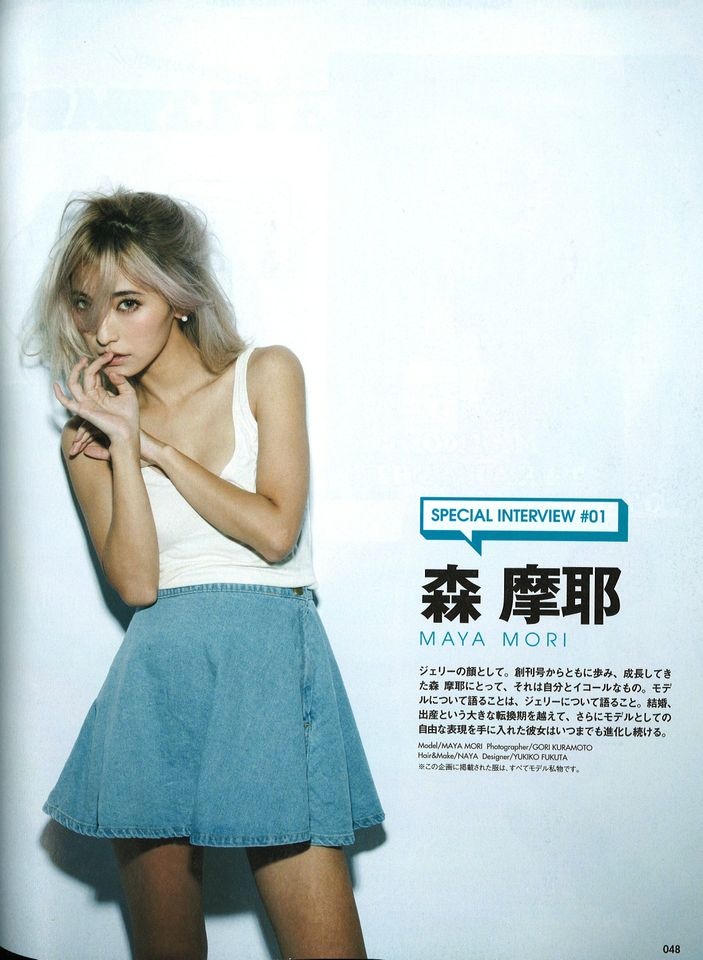 SPECIAL INTERVIEW #01
森 摩耶
MAYA MORI
ジェリーの顔として。創刊号からともに歩み、成長してき
た森 摩耶にとって、それは自分とイコールなもの。モデ
ルについて語ることは、ジェリーについて語ること。結婚、
出産という大きな転換期を越えて、さらにモデルとしての
自由な表現を手に入れた彼女はいつまでも進化し続ける。
Model/MAYA MORI Photographer/GORI KURAMOTO
Hair&Make/NAYA Designer/YUKIKO FUKUTA
※この企画に掲載された服は、すべてモデル私物です。
048